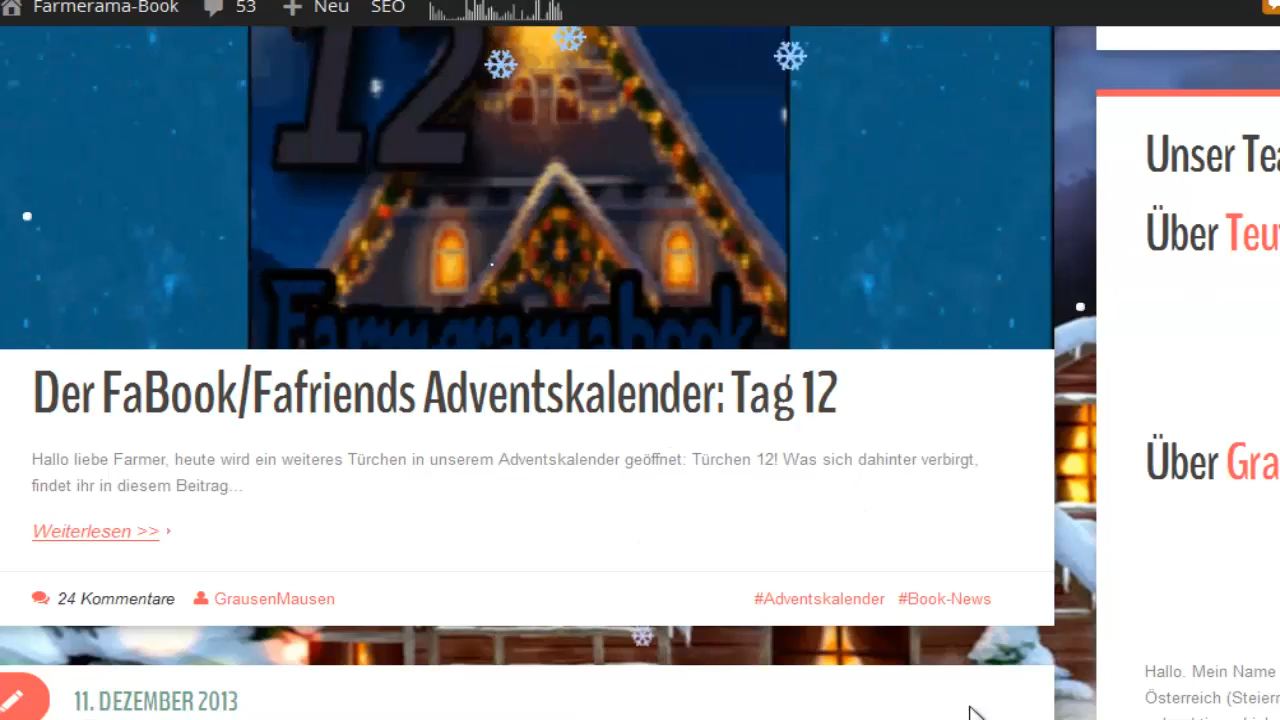 Farmerama-Book 53 Neu SEO
12
Der FaBook/Fafriends Adventskalender: Tag 12
Hallo liebe Farmer, heute wird ein weiteres Türchen in unserem Adventskalender geöffnet: Türchen 12! Was sich dahinter verbirgt,
findet ihr in diesem Beitrag...
Weiterlesen >>
24 Kommentare GrausenMausen #Adventskalender #Book-News
11. DEZEMBER 2013
Unser Tea
Über Teu
Über Gra
Hallo. Mein Name
Österreich (Steier